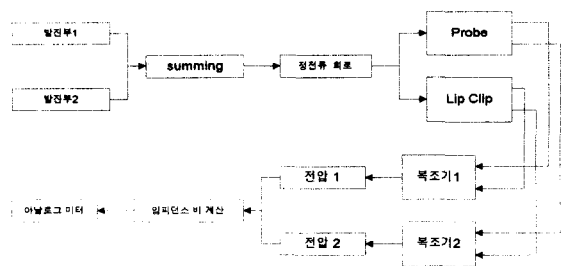 발진부1
Probe
summing
정전류 회로
발진부2
Lip Clip
전압 1
복조기1
아날로그 미터
임피던스 비 계산
전압 2
복조기2